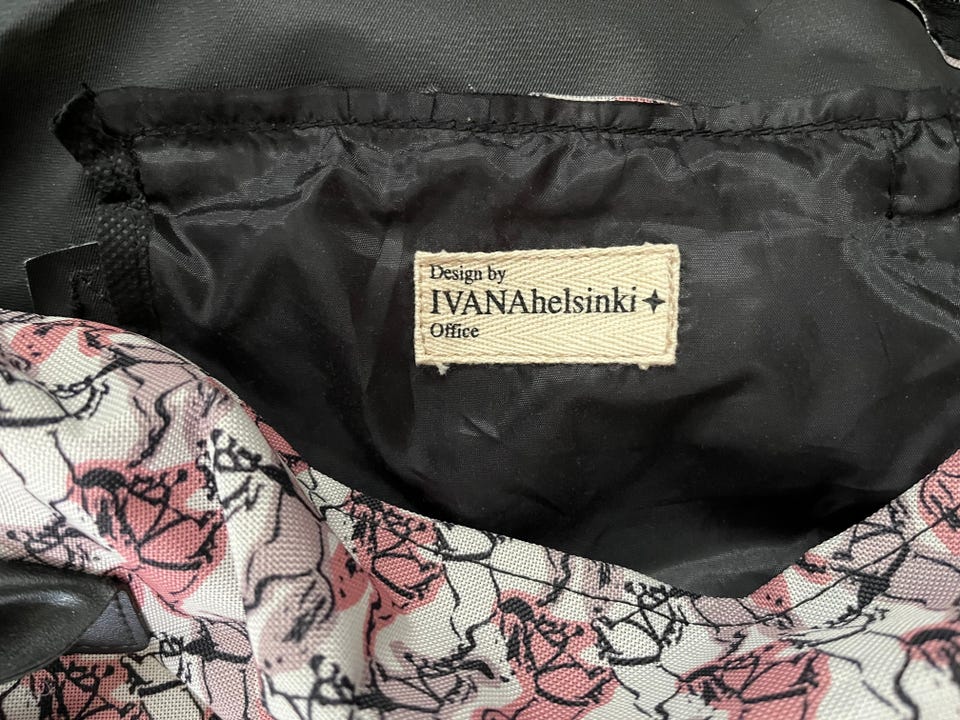 Design by
IVANAhelsinki
Office